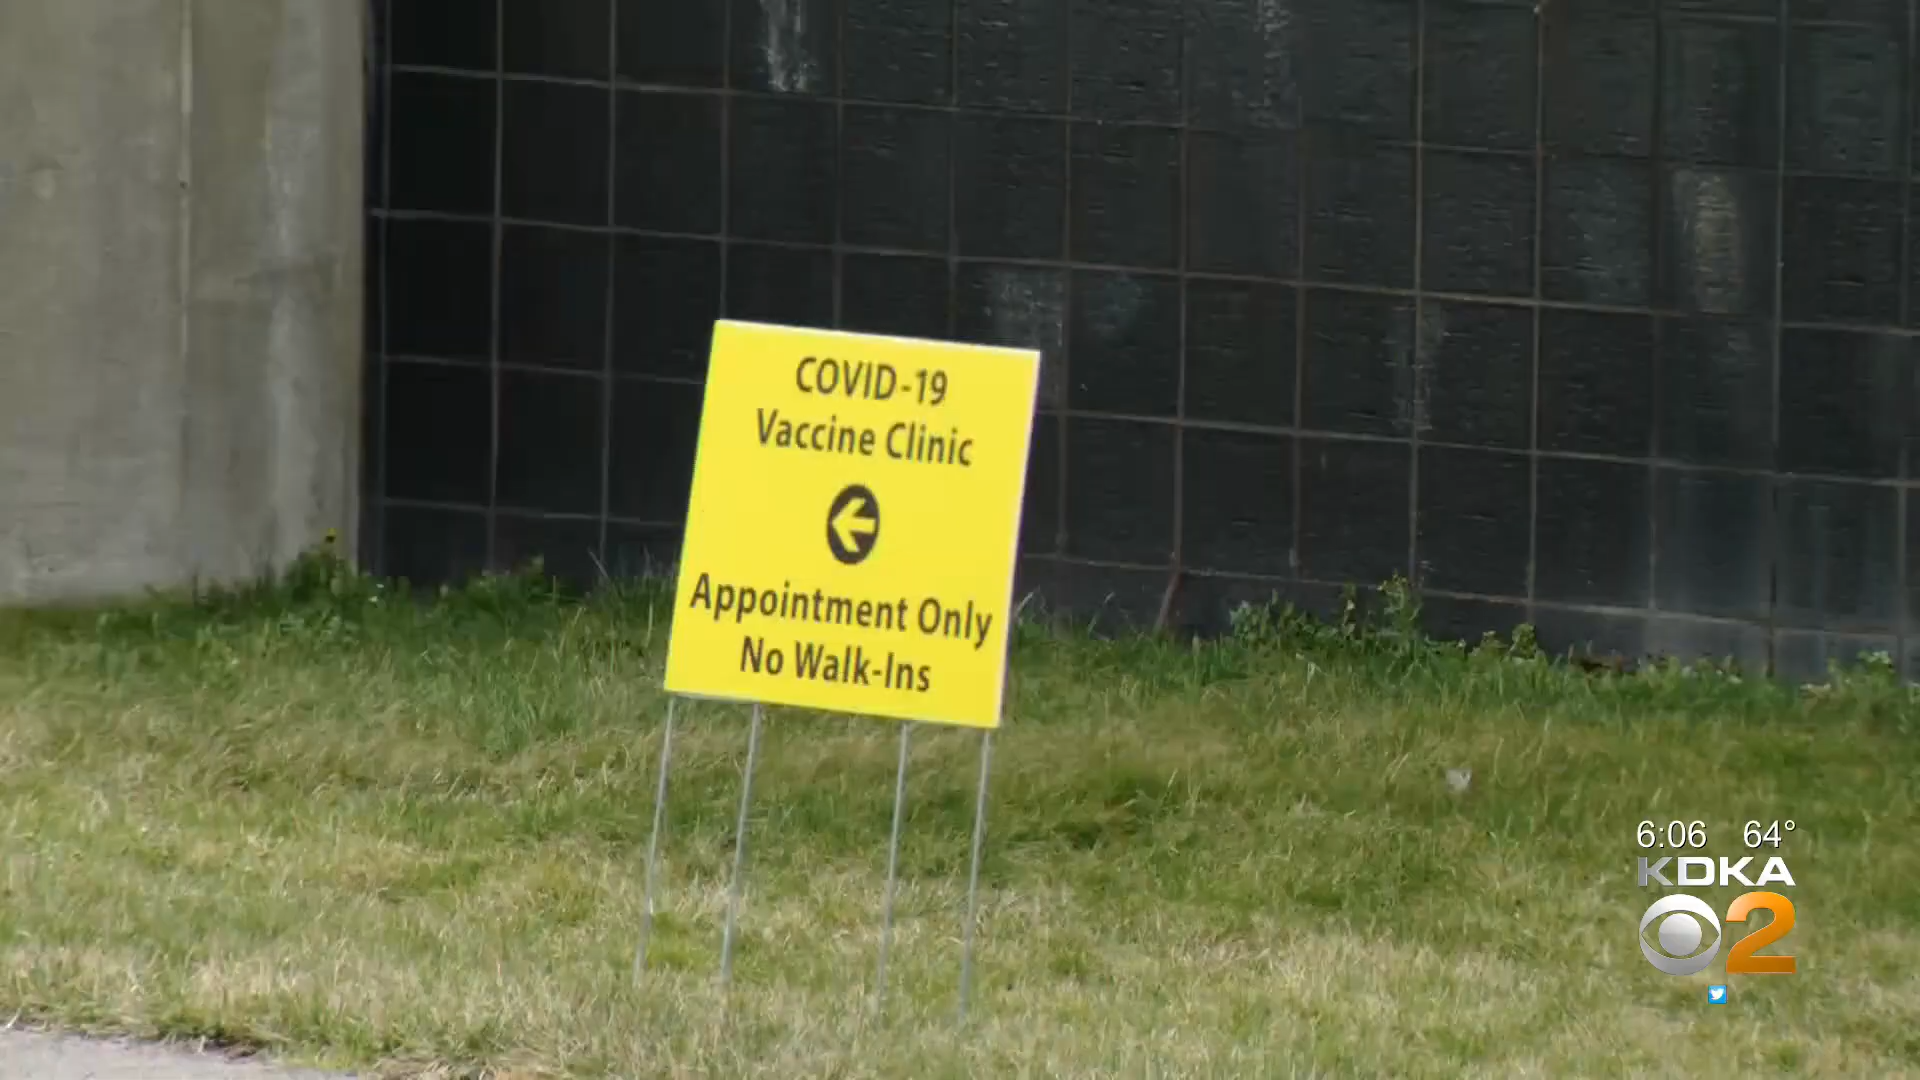 COVID-19
Vaccine Clinic
Appointment Only
No Walk-Ins
6:06 64°
KDKA
2